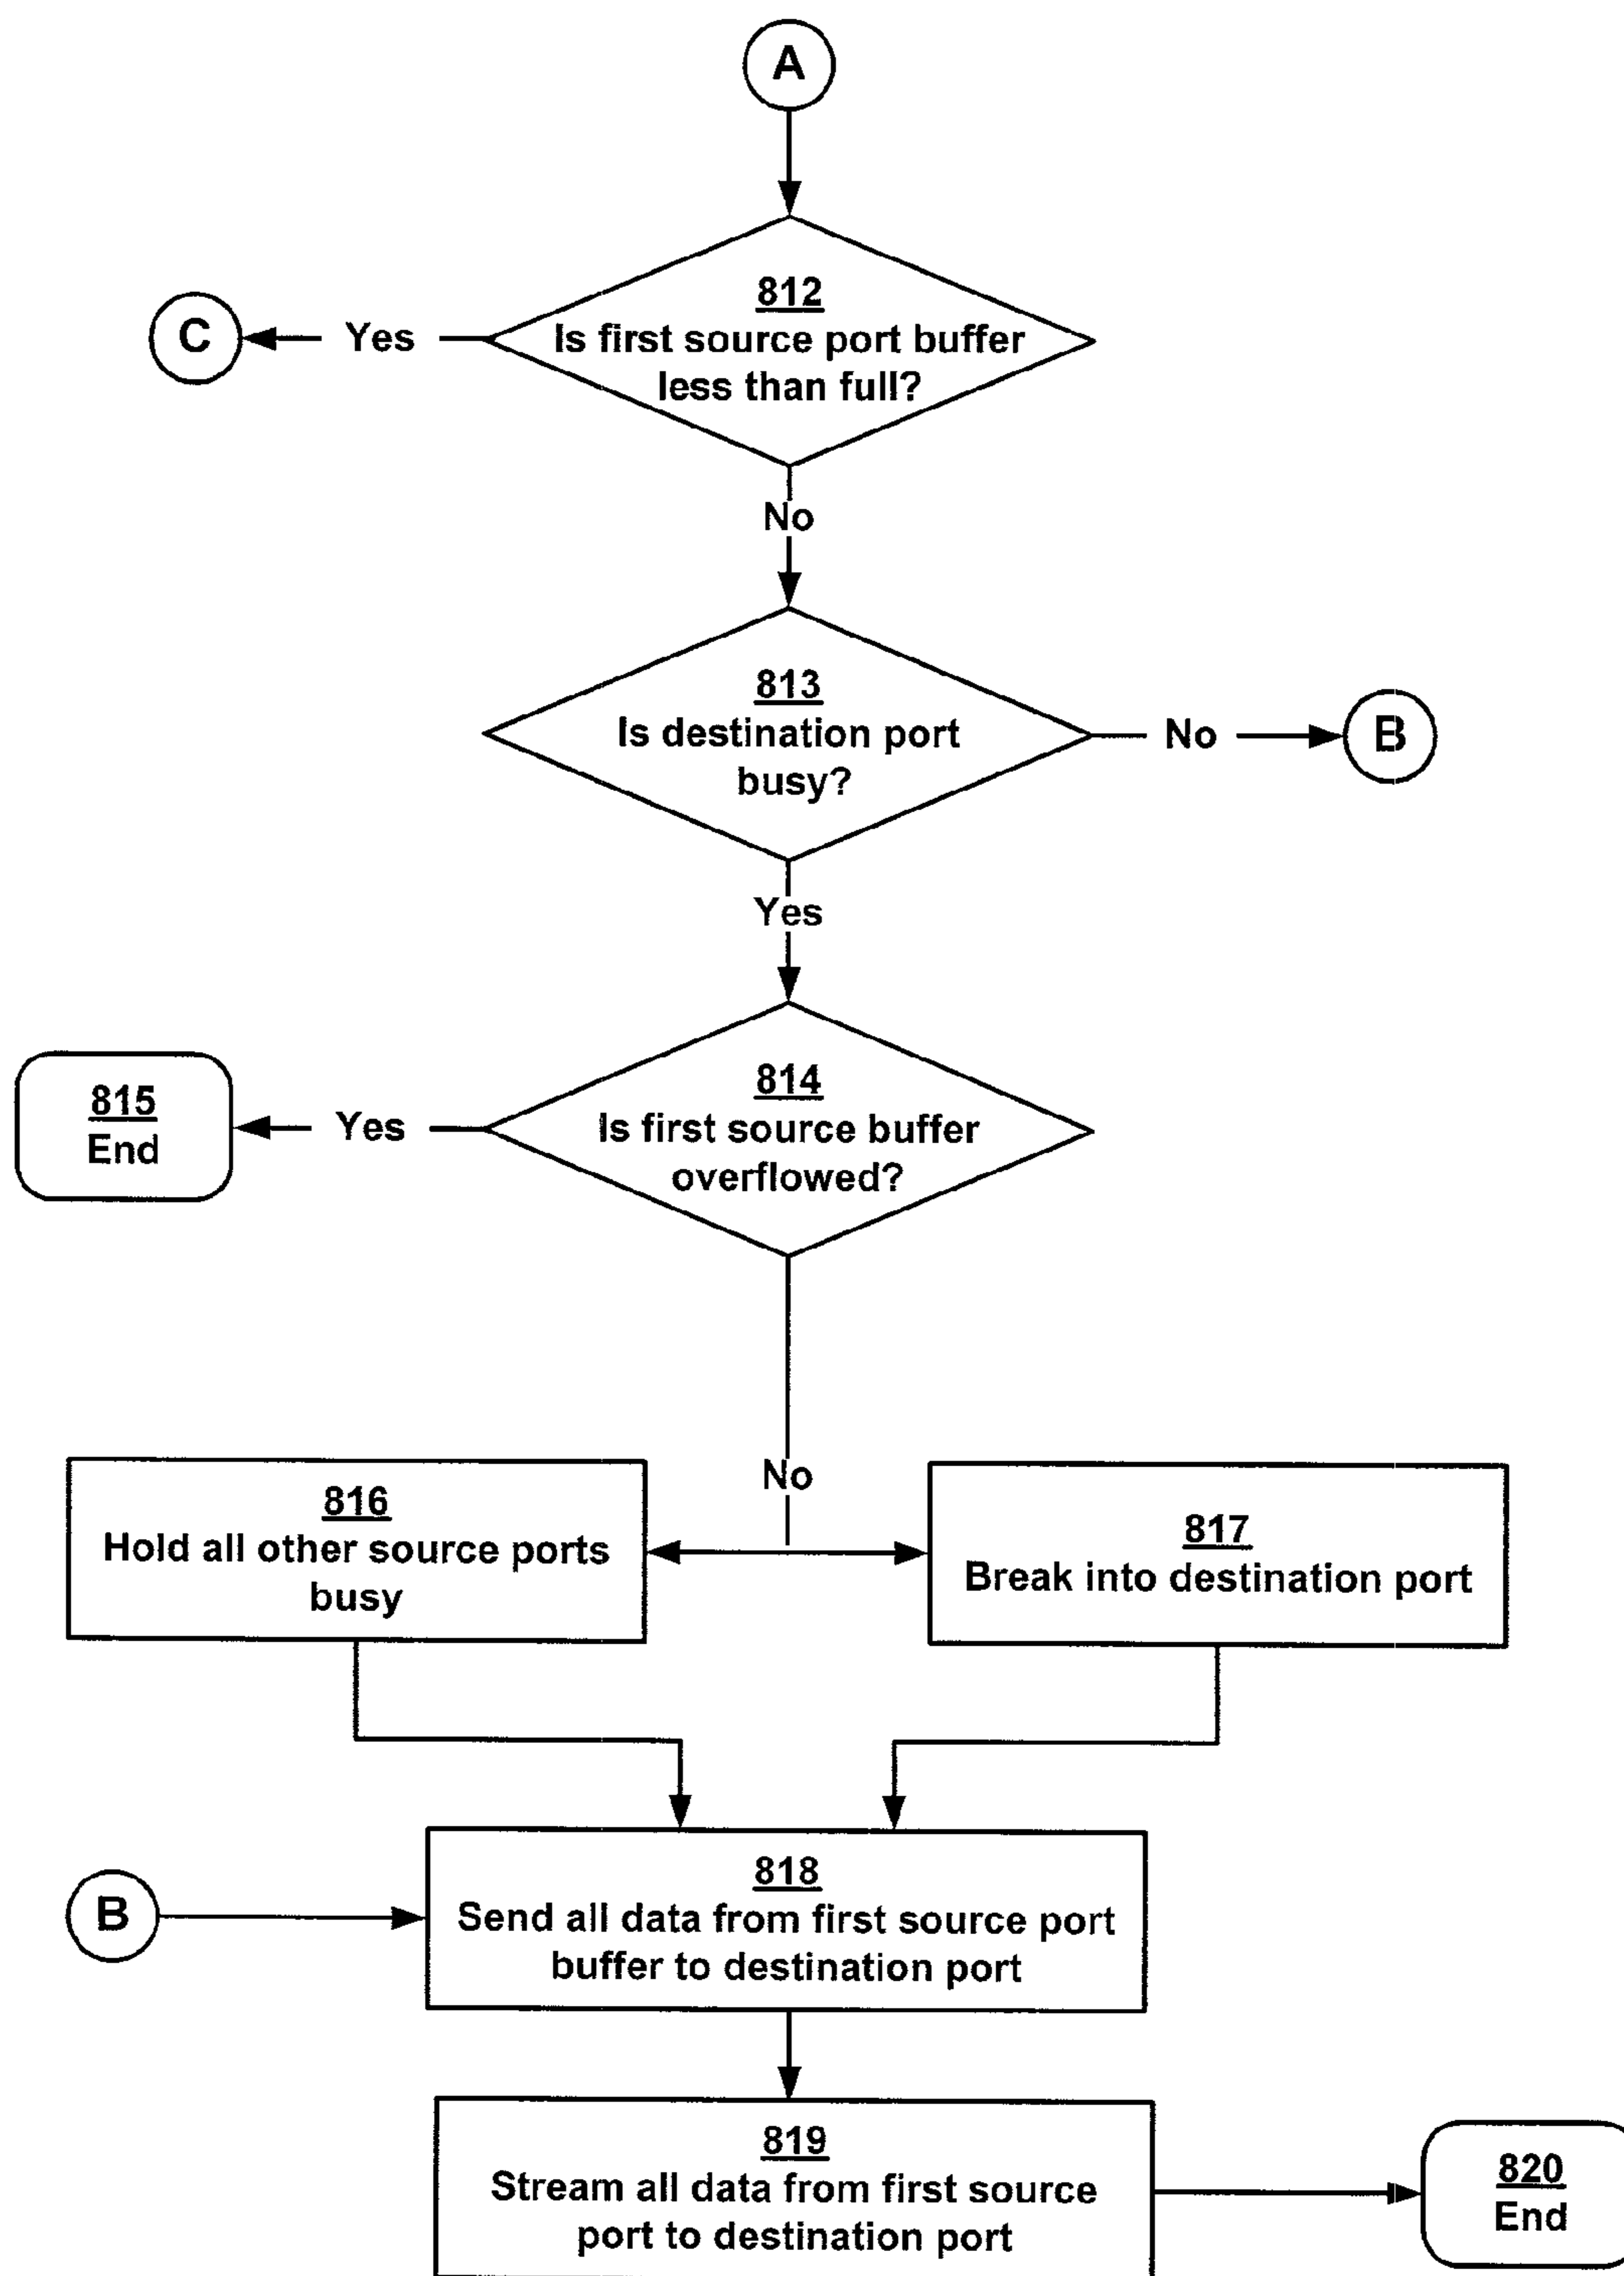 A
812
Is first source port buffer
less than full?
Yes
C
No
813
Is destination port
busy?
No
B
Yes
814
Is first source buffer
overflowed?
Yes
815
End
No
816
Hold all other source ports
busy
817
Break into destination port
B
818
Send all data from first source port
buffer to destination port
819
Stream all data from first source
port to destination port
820
End